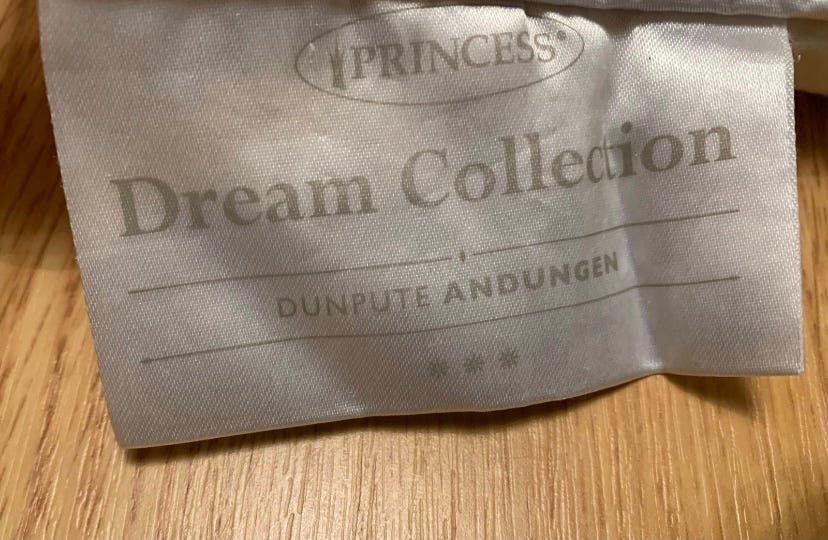 PRINCESS®
Dream Collection
DUNPUTE ANDUNGEN
***